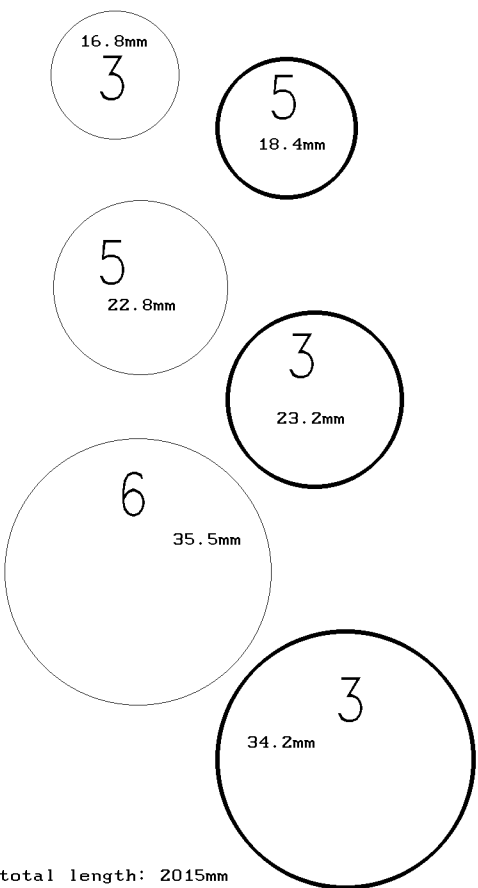 16.8mm
3
5
18.4mm
5
22.8mm
3
23.2mm
6
35.5mm
3
34.2mm
total length: 2015mm